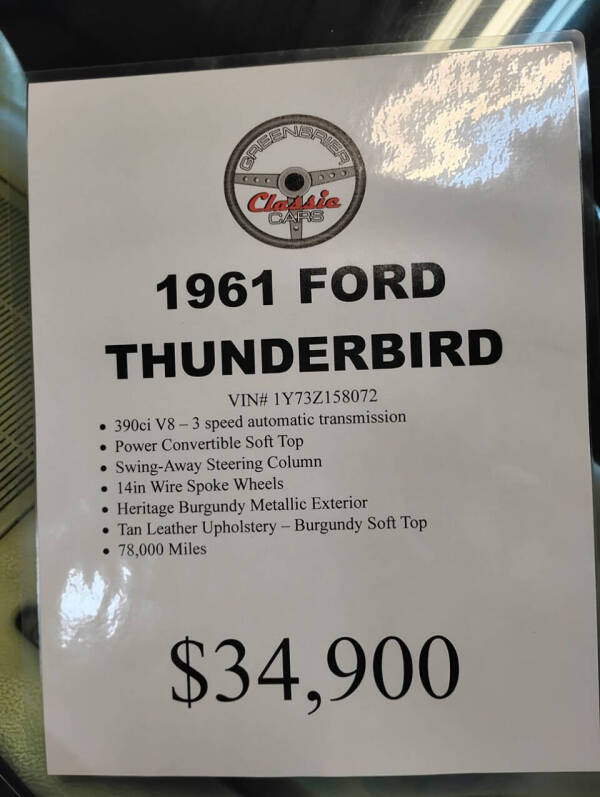 GREENBRIER
Classic
CARS
1961 FORD
THUNDERBIRD
VIN# 1Y73Z158072
• 390ci V8 – 3 speed automatic transmission
• Power Convertible Soft Top
• Swing-Away Steering Column
• 14in Wire Spoke Wheels
• Heritage Burgundy Metallic Exterior
• Tan Leather Upholstery – Burgundy Soft Top
• 78,000 Miles
$34,900